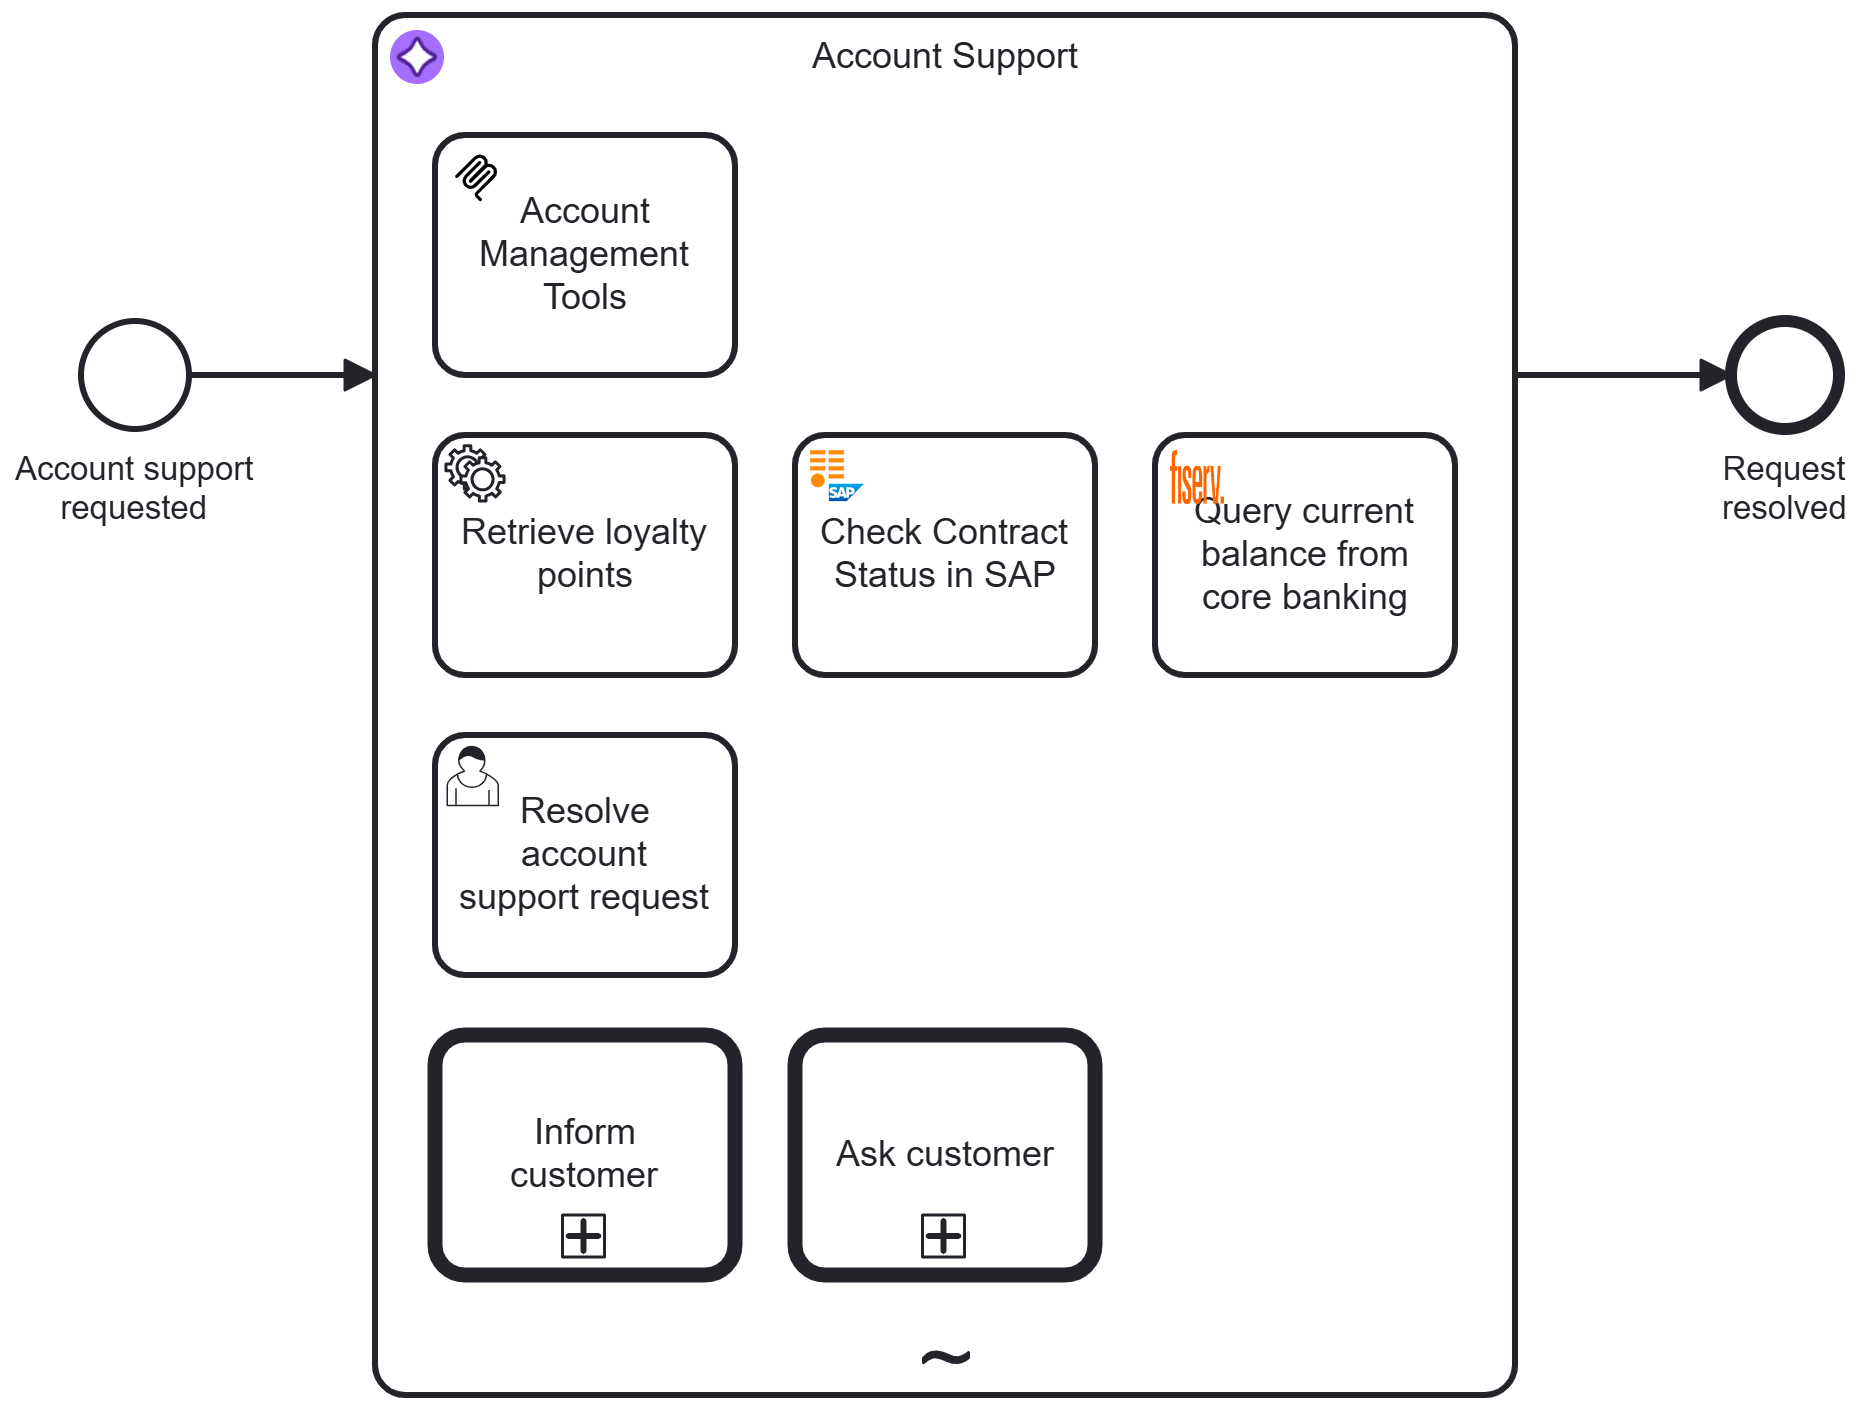 Account Support
Account
Management
Tools
Account support
requested
Request
resolved
Retrieve loyalty
points
SAP
Check Contract
Status in SAP
fiserv.
Query current
balance from
core banking
Resolve
account
support request
Inform
customer
Ask customer